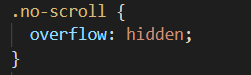 .no-scroll {
  overflow: hidden;
}